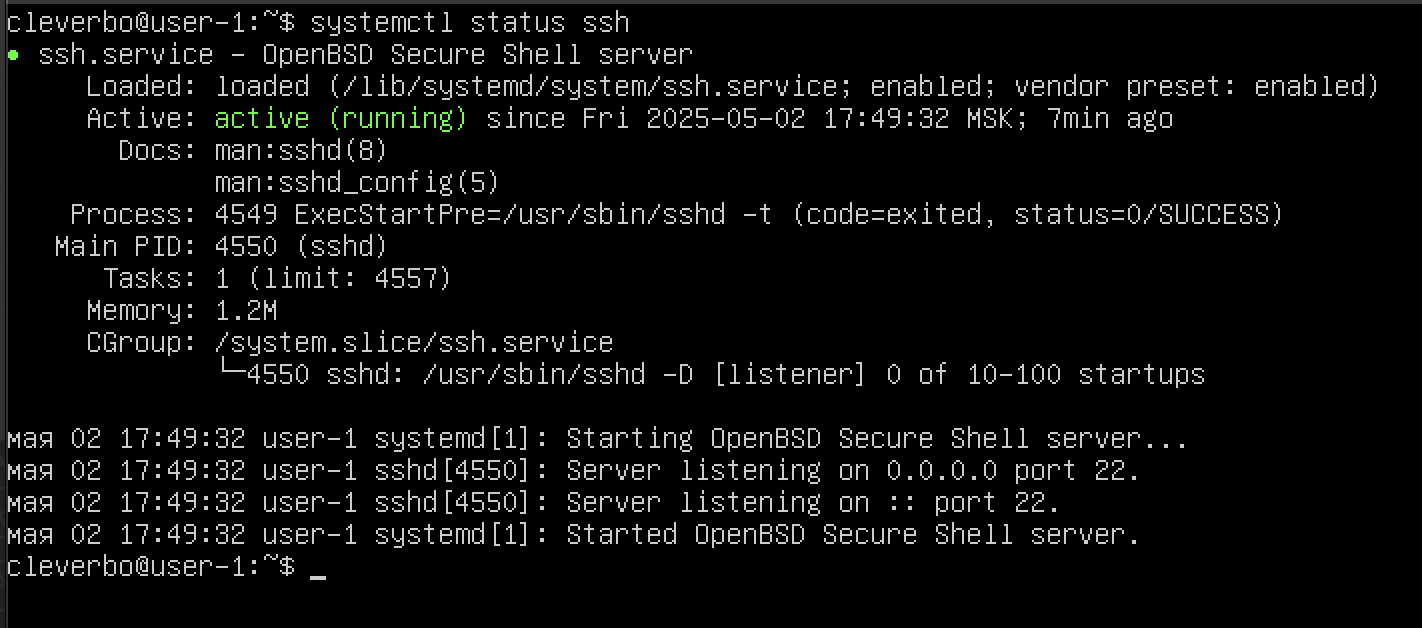 cleverbo@user-1:~$ systemctl status ssh
● ssh.service - OpenBSD Secure Shell server
     Loaded: loaded (/lib/systemd/system/ssh.service; enabled; vendor preset: enabled)
     Active: active (running) since Fri 2025-05-02 17:49:32 MSK; 7min ago
       Docs: man:sshd(8)
             man:sshd_config(5)
    Process: 4549 ExecStartPre=/usr/sbin/sshd -t (code=exited, status=0/SUCCESS)
   Main PID: 4550 (sshd)
      Tasks: 1 (limit: 4557)
     Memory: 1.2M
     CGroup: /system.slice/ssh.service
             └─4550 sshd: /usr/sbin/sshd -D [listener] 0 of 10-100 startups

мая 02 17:49:32 user-1 systemd[1]: Starting OpenBSD Secure Shell server...
мая 02 17:49:32 user-1 sshd[4550]: Server listening on 0.0.0.0 port 22.
мая 02 17:49:32 user-1 sshd[4550]: Server listening on :: port 22.
мая 02 17:49:32 user-1 systemd[1]: Started OpenBSD Secure Shell server.
cleverbo@user-1:~$ _